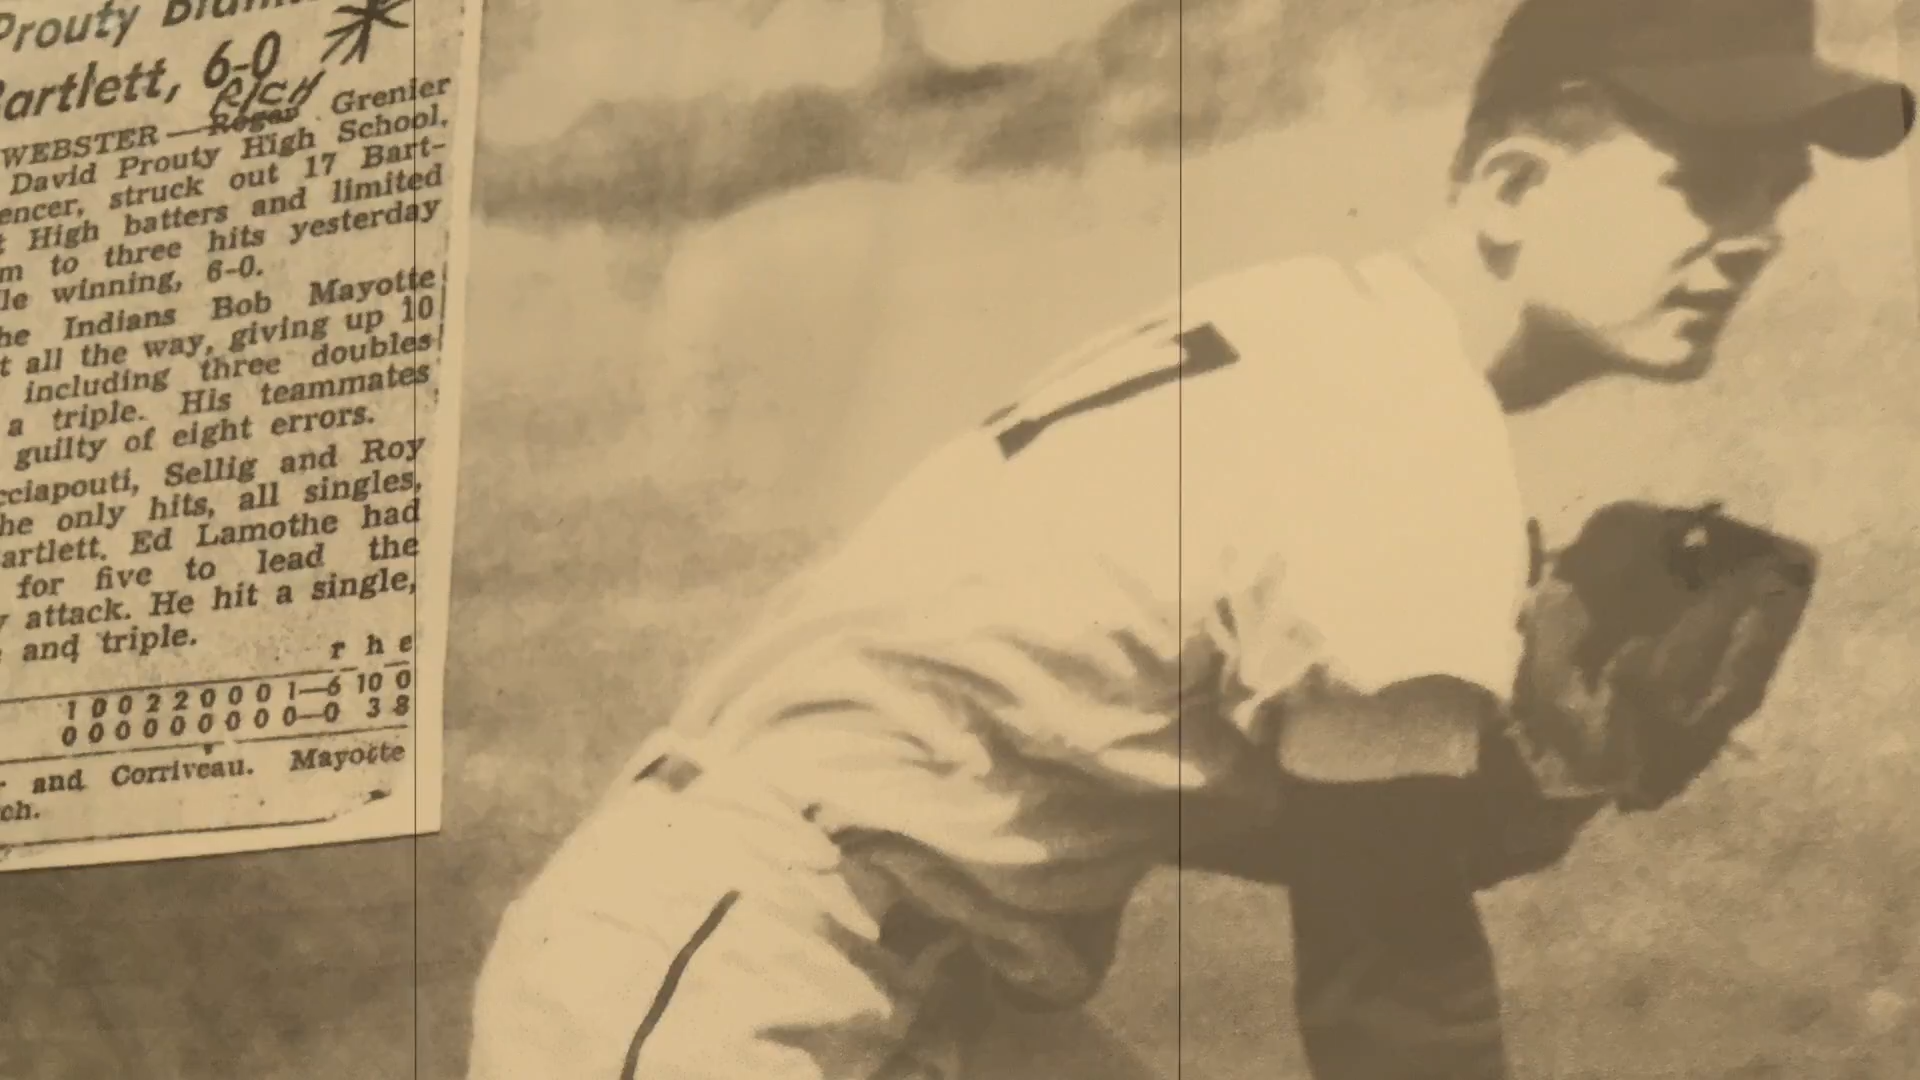 Prouty
Bartlett, 6-0
RICH
WEBSTER — Roger Grenier
David Prouty High School,
encer, struck out 17 Bart-
t High batters and limited
m to three hits yesterday
le winning, 6-0.
he Indians Bob Mayotte
t all the way, giving up 10
including three doubles
a triple. His teammates
guilty of eight errors.
cciapouti, Sellig and Roy
he only hits, all singles,
artlett. Ed Lamothe had
for five to lead the
y attack. He hit a single,
and triple.
r h e
1 0 0 2 2 0 0 0 1—6 10 0
0 0 0 0 0 0 0 0 0—0 3 8
r and Corriveau. Mayotte
ch.